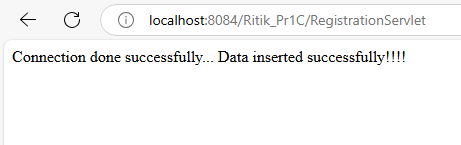 localhost:8084/Ritik_Pr1C/RegistrationServlet
Connection done successfully... Data inserted successfully!!!!